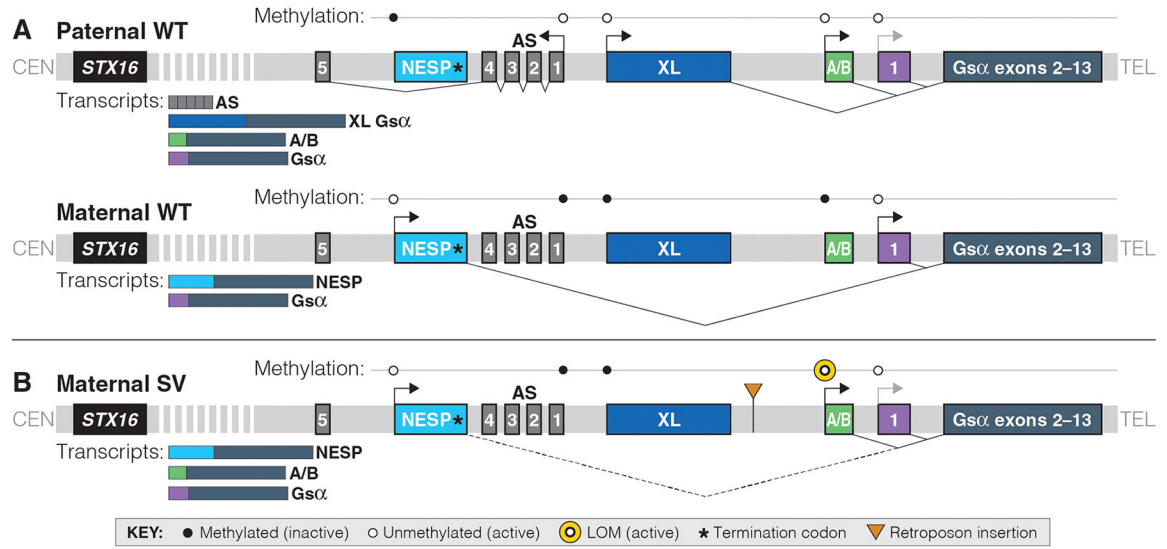 A
Paternal WT
Methylation:
AS
CEN STX16 5 NESP* 4 3 2 1 XL A/B 1 Gsα exons 2–13 TEL
Transcripts:
AS
XL Gsα
A/B
Gsα
Methylation:
Maternal WT
AS
CEN STX16 5 NESP* 4 3 2 1 XL A/B 1 Gsα exons 2–13 TEL
Transcripts:
NESP
Gsα
B
Methylation:
Maternal SV
AS
CEN STX16 5 NESP* 4 3 2 1 XL A/B 1 Gsα exons 2–13 TEL
Transcripts:
NESP
A/B
Gsα
KEY: Methylated (inactive) Unmethylated (active) LOM (active) * Termination codon Retroposon insertion